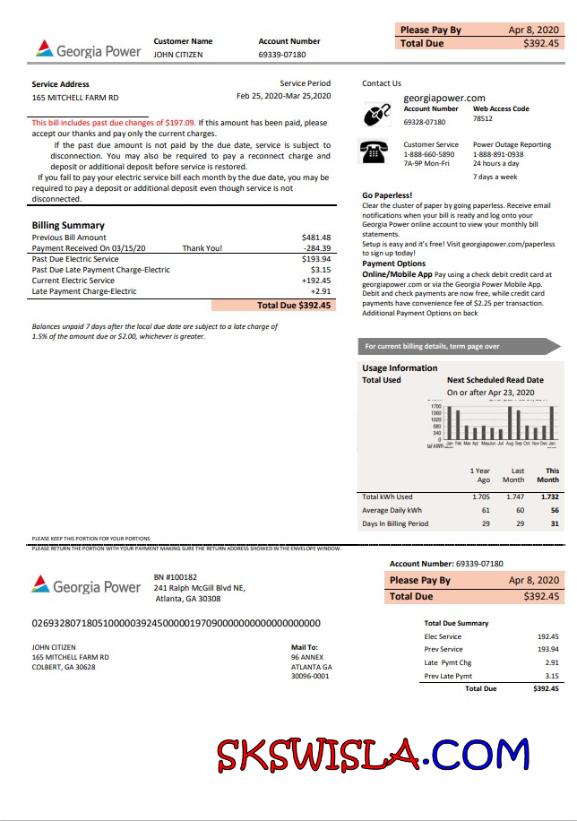 Georgia Power
Customer Name
JOHN CITIZEN
Account Number
69339-07180
Please Pay By Apr 8, 2020
Total Due $392.45
Service Address
165 MITCHELL FARM RD
Service Period
Feb 25, 2020-Mar 25,2020
This bill includes past due changes of $197.09. If this amount has been paid, please
accept our thanks and pay only the current charges.
If the past due amount is not paid by the due date, service is subject to
disconnection. You may also be required to pay a reconnect charge and
deposit or additional deposit before service is restored.
If you fall to pay your electric service bill each month by the due date, you may be
required to pay a deposit or additional deposit even though service is not
disconnected.
Billing Summary
Previous Bill Amount $481.48
Payment Received On 03/15/20 Thank You! -284.39
Past Due Electric Service $193.94
Past Due Late Payment Charge-Electric $3.15
Current Electric Service +192.45
Late Payment Charge-Electric +2.91
Total Due $392.45
Balances unpaid 7 days after the local due date are subject to a late charge of
1.5% of the amount due or $2.00, whichever is greater.
Contact Us
georgiapower.com
Account Number Web Access Code
69328-07180 78512
Customer Service Power Outage Reporting
1-888-660-5890 1-888-891-0938
7A-9P Mon-Fri 24 hours a day
7 days a week
Go Paperless!
Clear the cluster of paper by going paperless. Receive email
notifications when your bill is ready and log onto your
Georgia Power online account to view your monthly bill
statements.
Setup is easy and it's free! Visit georgiapower.com/paperless
to sign up today!
Payment Options
Online/Mobile App Pay using a check debit credit card at
georgiapower.com or via the Georgia Power Mobile App.
Debit and check payments are now free, while credit card
payments have convenience fee of $2.25 per transaction.
Additional Payment Options on back
For current billing details, term page over
Usage Information
Total Used Next Scheduled Read Date
On or after Apr 23, 2020
1700
1360
1020
680
340
0
Jan Feb Mar Apr May Jun Jul Aug Sep Oct Nov Dec Jan
1 Year Ago Last Month This Month
Total kWh Used 1.705 1.747 1.732
Average Daily kWh 61 60 56
Days In Billing Period 29 29 31
PLEASE KEEP THIS PORTION FOR YOUR PORTIONS
PLEASE RETURN THE PORTION WITH YOUR PAYMENT MAKING SURE THE RETURN ADDRESS SHOWED IN THE ENVELOPE WINDOW.
Georgia Power
BN #100182
241 Ralph McGill Blvd NE,
Atlanta, GA 30308
Account Number: 69339-07180
Please Pay By Apr 8, 2020
Total Due $392.45
JOHN CITIZEN
165 MITCHELL FARM RD
COLBERT, GA 30628
Mail To:
96 ANNEX
ATLANTA GA
30096-0001
Total Due Summary
Elec Service 192.45
Prev Service 193.94
Late Pymt Chg 2.91
Prev Late Pymt 3.15
Total Due $392.45
SKSWISLA.COM